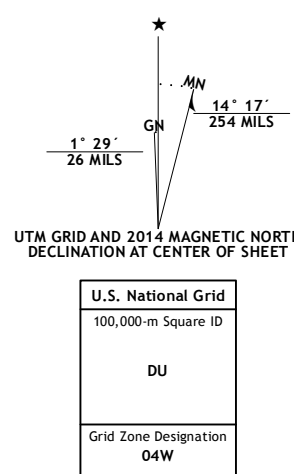 ★
MN
GN
14° 17´
254 MILS
1° 29´
26 MILS
UTM GRID AND 2014 MAGNETIC NORTH
DECLINATION AT CENTER OF SHEET
U.S. National Grid
100,000-m Square ID
DU
Grid Zone Designation
04W